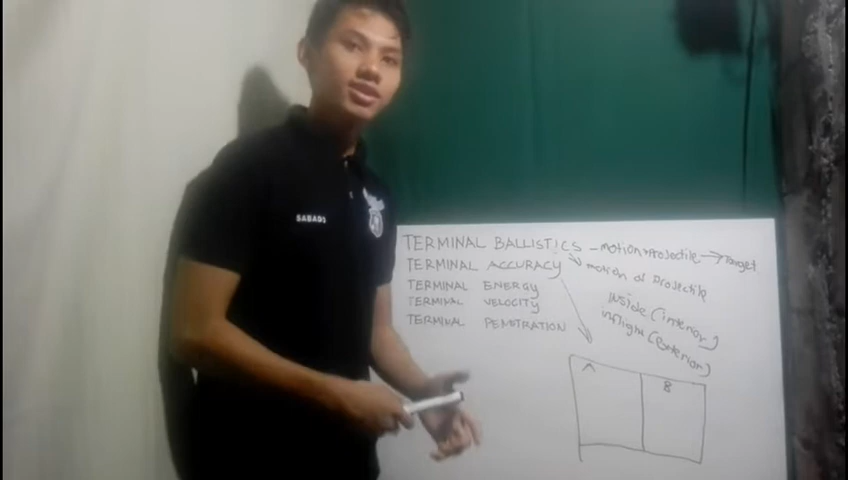 SABADO
TERMINAL BALLISTICS - motion projectile → Target
TERMINAL ACCURACY motion of projectile
TERMINAL ENERGY inside (interior)
TERMINAL VELOCITY inflight (Exterior)
TERMINAL PENETRATION
A B